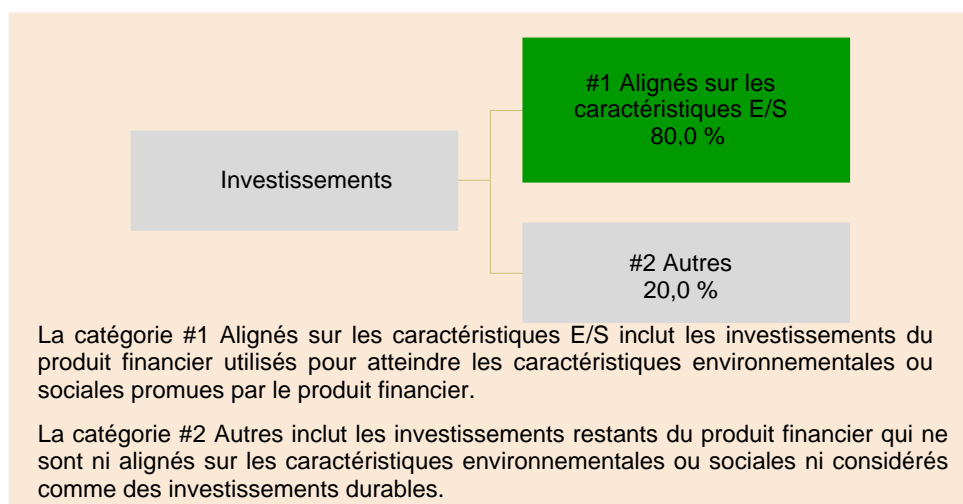 #1 Alignés sur les
caractéristiques E/S
80,0 %
Investissements
#2 Autres
20,0 %
La catégorie #1 Alignés sur les caractéristiques E/S inclut les investissements du
produit financier utilisés pour atteindre les caractéristiques environnementales ou
sociales promues par le produit financier.
La catégorie #2 Autres inclut les investissements restants du produit financier qui ne
sont ni alignés sur les caractéristiques environnementales ou sociales ni considérés
comme des investissements durables.